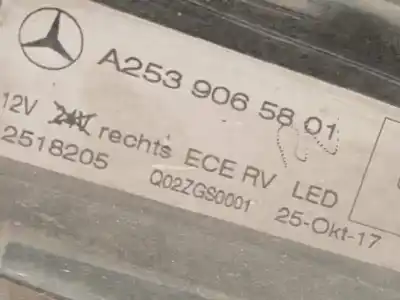 A253 906 58 01
12V 24V rechts ECE RV LED
2518205 Q02ZGS0001 25-Okt-17